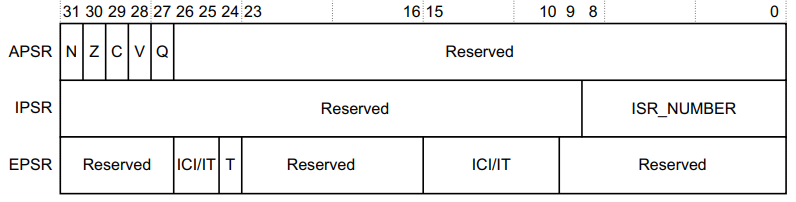 31 30 29 28 27 26 25 24 23 16 15 10 9 8 0
APSR N Z C V Q Reserved
IPSR Reserved ISR_NUMBER
EPSR Reserved ICI/IT T Reserved ICI/IT Reserved